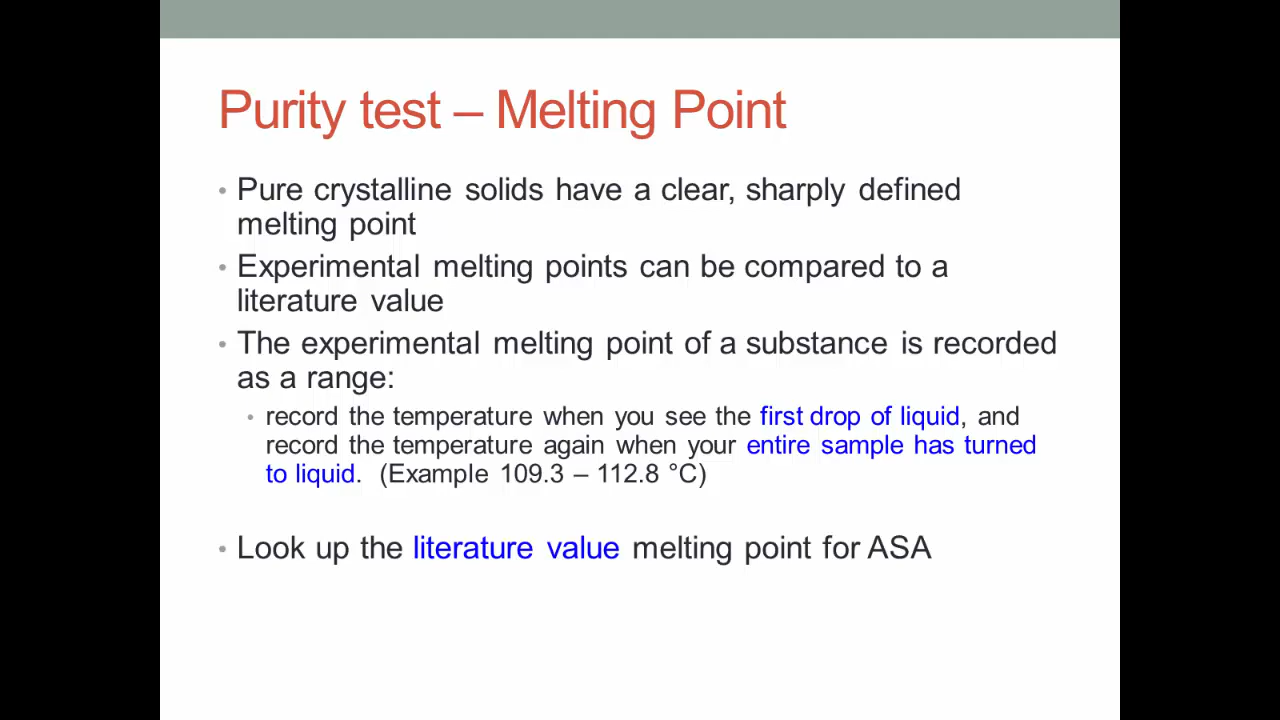 Purity test – Melting Point
• Pure crystalline solids have a clear, sharply defined
melting point
• Experimental melting points can be compared to a
literature value
• The experimental melting point of a substance is recorded
as a range:
• record the temperature when you see the first drop of liquid, and
record the temperature again when your entire sample has turned
to liquid. (Example 109.3 – 112.8 °C)
• Look up the literature value melting point for ASA